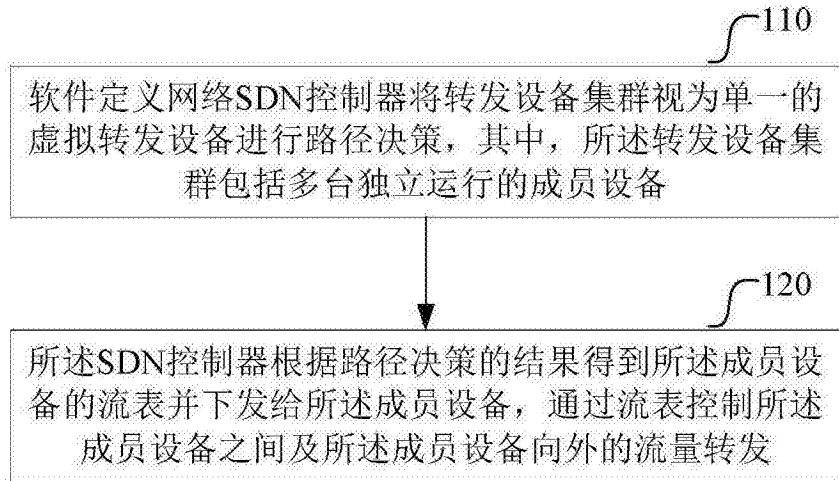 110
软件定义网络SDN控制器将转发设备集群视为单一的
虚拟转发设备进行路径决策，其中，所述转发设备集
群包括多台独立运行的成员设备
120
所述SDN控制器根据路径决策的结果得到所述成员设
备的流表并下发给所述成员设备，通过流表控制所述
成员设备之间及所述成员设备向外的流量转发